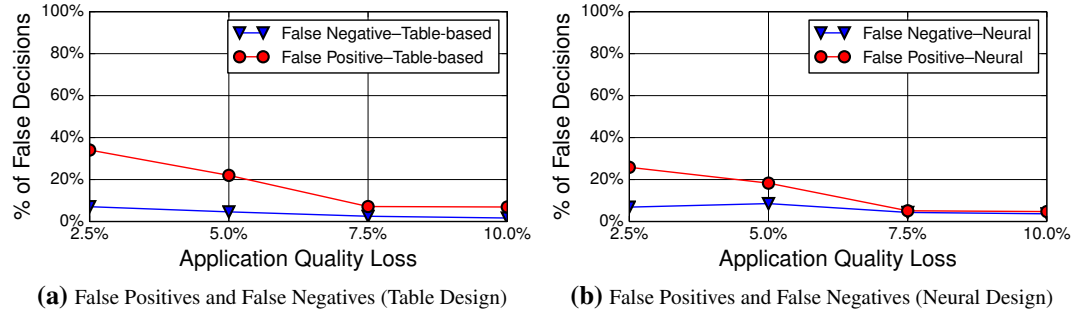 % of False Decisions
100%
80%
60%
40%
20%
0%
False Negative–Table-based
False Positive–Table-based
2.5%
5.0%
7.5%
10.0%
Application Quality Loss
(a) False Positives and False Negatives (Table Design)
% of False Decisions
100%
80%
60%
40%
20%
0%
False Negative–Neural
False Positive–Neural
2.5%
5.0%
7.5%
10.0%
Application Quality Loss
(b) False Positives and False Negatives (Neural Design)